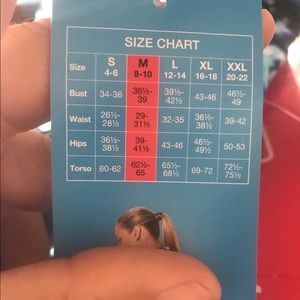 SIZE CHART
Size S M L XL XXL
4-6 8-10 12-14 16-18 20-22
Bust 34-36 36½-39 39½-42½ 43-46 46½-49
Waist 26½-28½ 29-31½ 32-35 36½-38½ 39-42
Hips 36½-38½ 39-41½ 43-46 46½-49½ 50-53
Torso 60-62 62½-65 65½-68½ 69-72 72½-75½